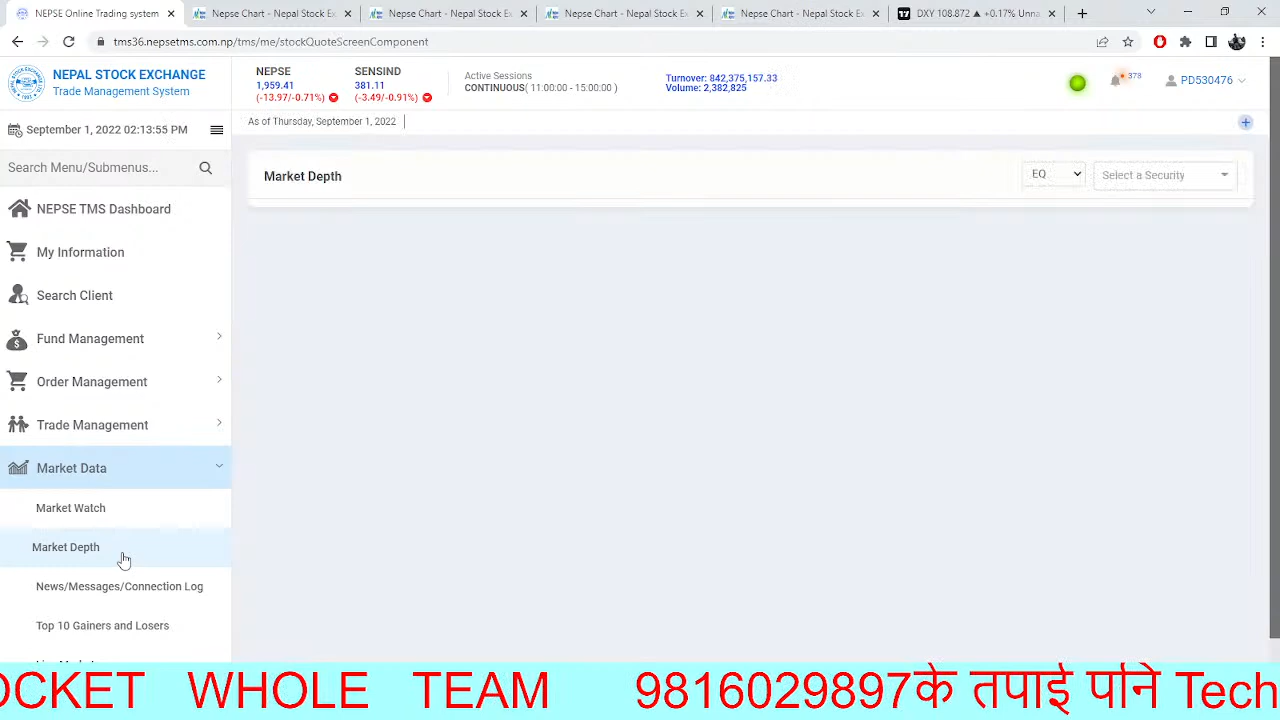 NEPSE Online Trading system
Nepse Chart - Nepal Stock Ex
Nepse Chart - Nepal Stock Ex
Nepse Chart - Nepal Stock Ex
Nepse Chart - Nepal Stock Ex
DXY 108.872 ▲ +0.17% Unna
tms36.nepsetms.com.np/tms/me/stockQuoteScreenComponent
NEPAL STOCK EXCHANGE
Trade Management System
NEPSE
1,959.41
(-13.97/-0.71%)
SENSIND
381.11
(-3.49/-0.91%)
Active Sessions
CONTINUOUS( 11:00:00 - 15:00:00 )
Turnover: 842,375,157.33
Volume: 2,382,825
378
PD530476
September 1, 2022 02:13:55 PM
As of Thursday, September 1, 2022
Search Menu/Submenus...
Market Depth
EQ
Select a Security
NEPSE TMS Dashboard
My Information
Search Client
Fund Management
Order Management
Trade Management
Market Data
Market Watch
Market Depth
News/Messages/Connection Log
Top 10 Gainers and Losers
OCKET WHOLE TEAM 9816029897के तपाई पनि Tech